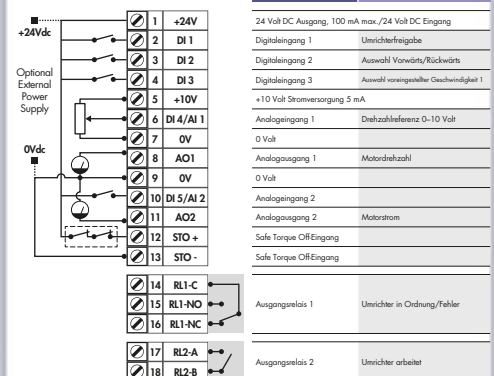 +24Vdc
Optional
External
Power
Supply
0Vdc
1 +24V 24 Volt DC Ausgang, 100 mA max./24 Volt DC Eingang
2 DI 1 Digitaleingang 1 Umrichterfreigabe
3 DI 2 Digitaleingang 2 Auswahl Vorwärts/Rückwärts
4 DI 3 Digitaleingang 3 Auswahl voreingestellter Geschwindigkeit 1
5 +10V +10 Volt Stromversorgung 5 mA
6 DI 4/AI 1 Analogeingang 1 Drehzahlreferenz 0–10 Volt
7 0V 0 Volt
8 AO1 Analogausgang 1 Motordrehzahl
9 0V 0 Volt
10 DI 5/AI 2 Analogeingang 2
11 AO2 Analogausgang 2 Motorstrom
12 STO + Safe Torque Off-Eingang
13 STO - Safe Torque Off-Eingang
14 RL1-C
15 RL1-NO Ausgangsrelais 1 Umrichter in Ordnung/Fehler
16 RL1-NC
17 RL2-A Ausgangsrelais 2 Umrichter arbeitet
18 RL2-B